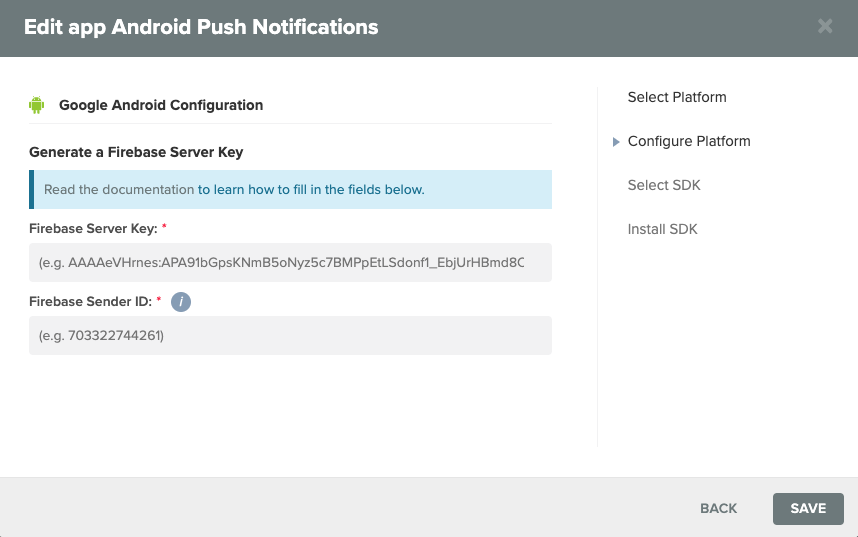 Edit app Android Push Notifications
Google Android Configuration
Generate a Firebase Server Key
Read the documentation to learn how to fill in the fields below.
Firebase Server Key: *
(e.g. AAAAeVHrnes:APA91bGpsKNmB5oNyz5c7BMPpEtLSdonf1_EbjUrHBmd8C
Firebase Sender ID: * i
(e.g. 703322744261)
Select Platform
Configure Platform
Select SDK
Install SDK
BACK
SAVE